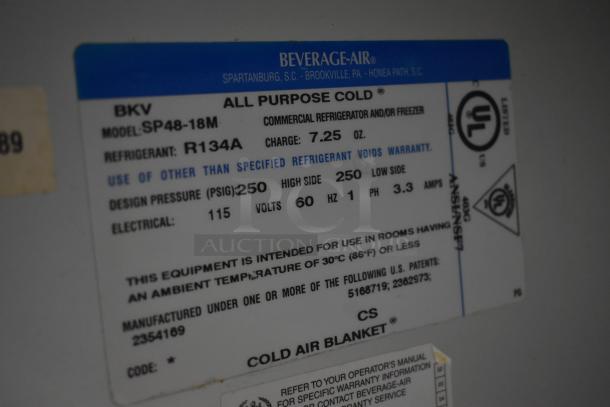 BEVERAGE-AIR®
SPARTANBURG, S.C. - BROOKVILLE, PA. - HONEA PATH, S.C.
BKV ALL PURPOSE COLD ®
MODEL: SP48-18M COMMERCIAL REFRIGERATOR AND/OR FREEZER
REFRIGERANT: R134A CHARGE: 7.25 OZ.
USE OF OTHER THAN SPECIFIED REFRIGERANT VOIDS WARRANTY.
DESIGN PRESSURE (PSIG): 250 HIGH SIDE 250 LOW SIDE
ELECTRICAL: 115 VOLTS 60 HZ 1 PH 3.3 AMPS
THIS EQUIPMENT IS INTENDED FOR USE IN ROOMS HAVING
AN AMBIENT TEMPERATURE OF 30°C (86°F) OR LESS
MANUFACTURED UNDER ONE OR MORE OF THE FOLLOWING U.S. PATENTS:
2354169 5168719; 2362973;
CS
CODE: * COLD AIR BLANKET ®
C UL US
LISTED
ANSI/NSF7
89
PCI
AUCTION GROUP
REFER TO YOUR OPERATOR'S MANUAL
FOR SPECIFIC WARRANTY INFORMATION
OR CONTACT BEVERAGE-AIR
SERVICE